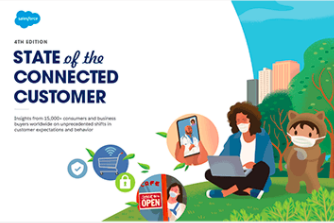 salesforce
4TH EDITION
STATE of the
CONNECTED
CUSTOMER
Insights from 15,000+ consumers and business
buyers worldwide on unprecedented shifts in
customer expectations and behavior
OPEN